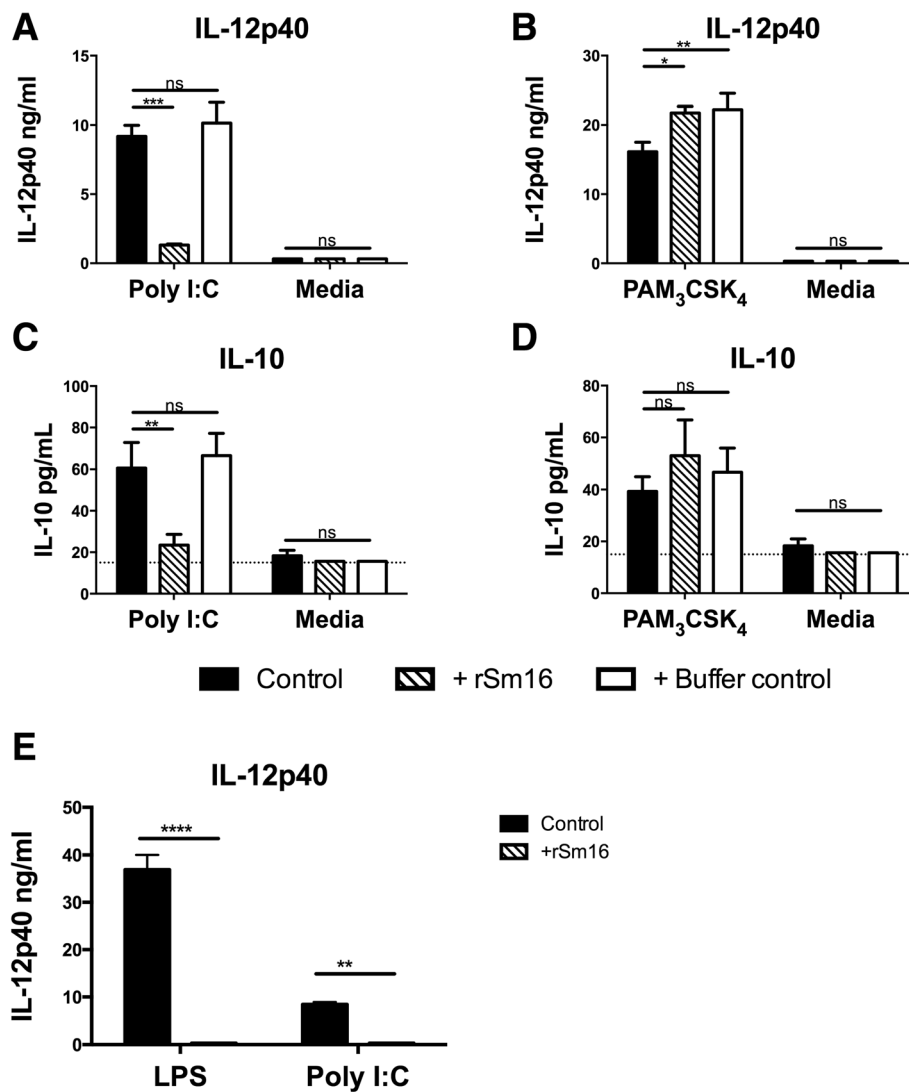 A
IL-12p40
IL-12p40 ng/ml
15
10
5
0
ns
***
ns
Poly I:C
Media
B
IL-12p40
IL-12p40 ng/ml
30
20
10
0
**
*
ns
PAM₃CSK₄
Media
C
IL-10
IL-10 pg/mL
100
80
60
40
20
0
ns
**
ns
Poly I:C
Media
D
IL-10
IL-10 pg/mL
80
60
40
20
0
ns
ns
ns
PAM₃CSK₄
Media
Control
+ rSm16
+ Buffer control
E
IL-12p40
IL-12p40 ng/ml
50
40
30
20
10
0
****
**
LPS
Poly I:C
Control
+rSm16